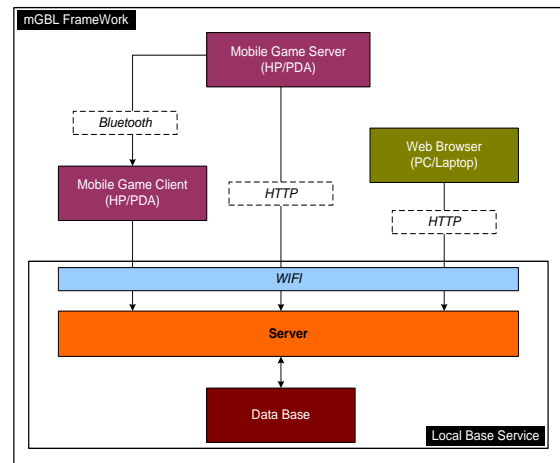 mGBL FrameWork
Mobile Game Server
(HP/PDA)
Bluetooth
Web Browser
(PC/Laptop)
Mobile Game Client
(HP/PDA)
HTTP
HTTP
WIFI
Server
Data Base
Local Base Service